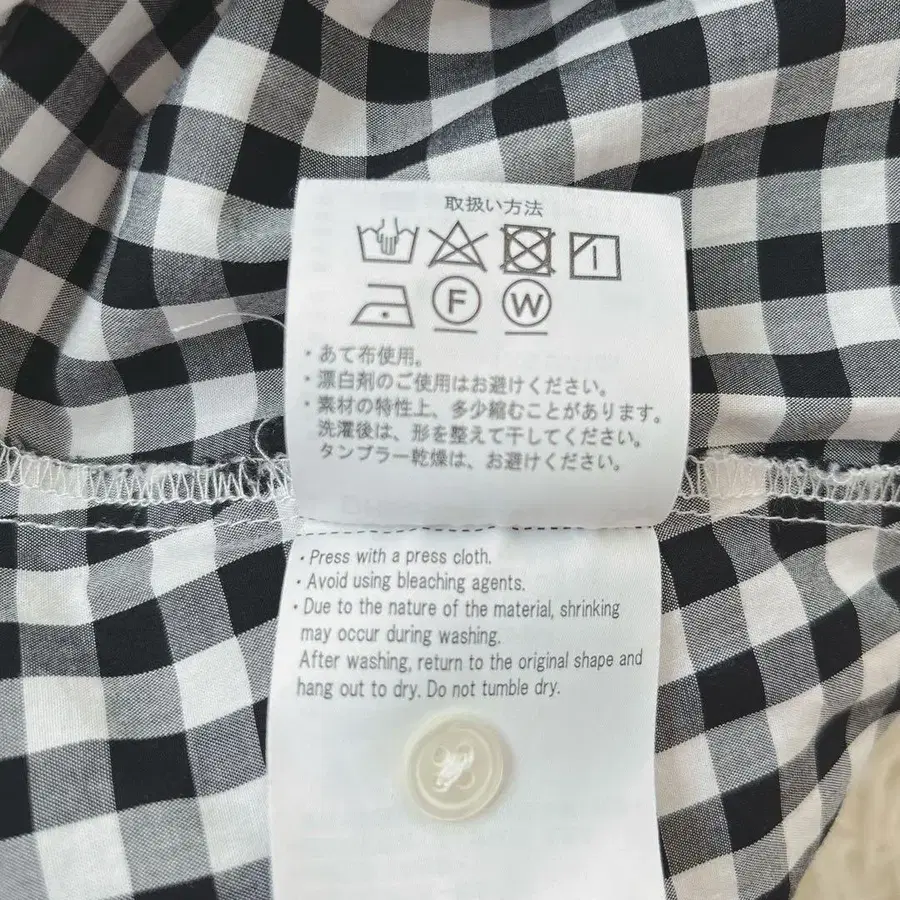 取扱い方法
F W
・あて布使用。
・漂白剤のご使用はお避けください。
・素材の特性上、多少縮むことがあります。
洗濯後は、形を整えて干してください。
タンブラー乾燥は、お避けください。
・Press with a press cloth.
・Avoid using bleaching agents.
・Due to the nature of the material, shrinking
may occur during washing.
After washing, return to the original shape and
hang out to dry. Do not tumble dry.